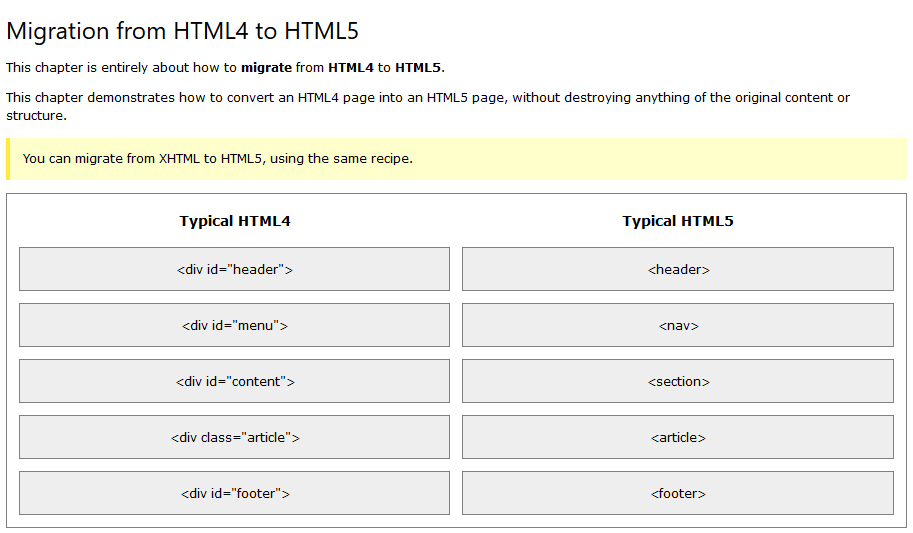 Migration from HTML4 to HTML5
This chapter is entirely about how to migrate from HTML4 to HTML5.
This chapter demonstrates how to convert an HTML4 page into an HTML5 page, without destroying anything of the original content or
structure.
You can migrate from XHTML to HTML5, using the same recipe.
Typical HTML4 Typical HTML5
<div id="header"> <header>
<div id="menu"> <nav>
<div id="content"> <section>
<div class="article"> <article>
<div id="footer"> <footer>